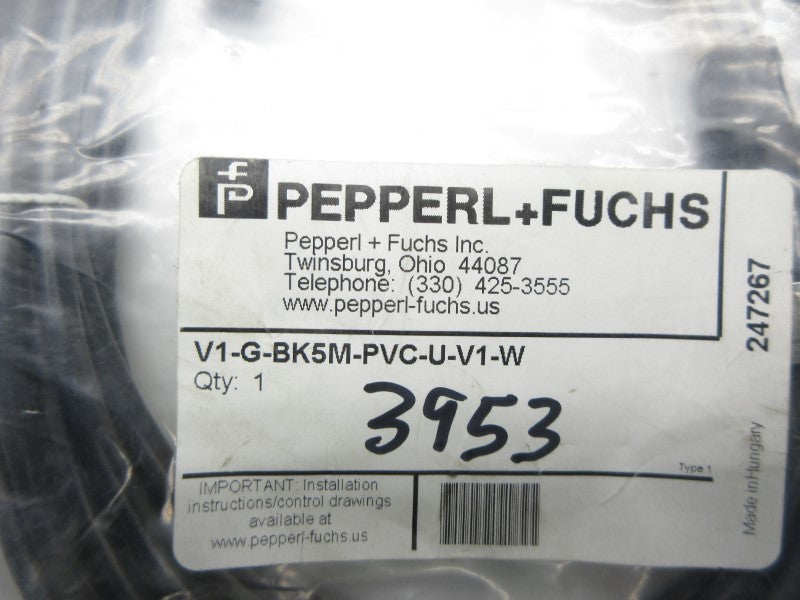 PEPPERL+FUCHS
Pepperl + Fuchs Inc.
Twinsburg, Ohio 44087
Telephone: (330) 425-3555
www.pepperl-fuchs.us
247267
V1-G-BK5M-PVC-U-V1-W
Qty: 1
3953
Type 1
Made in Hungary
IMPORTANT: Installation
instructions/control drawings
available at
www.pepperl-fuchs.us